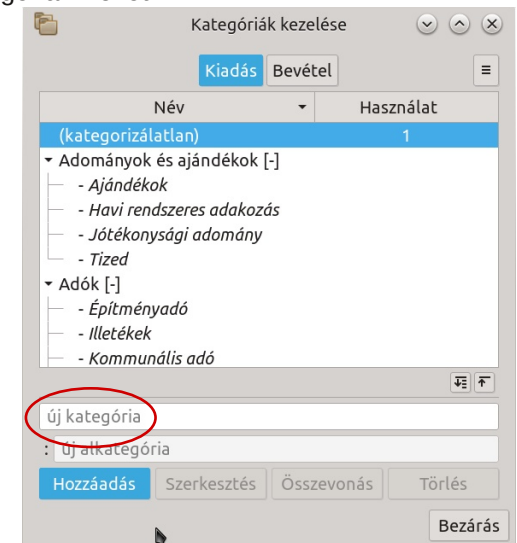 Kategóriák kezelése
Kiadás Bevétel
Név Használat
(kategorizálatlan) 1
Adományok és ajándékok [-]
- Ajándékok
- Havi rendszeres adakozás
- Jótékonysági adomány
- Tized
Adók [-]
- Építményadó
- Illetékek
- Kommunális adó
új kategória
: új alkategória
Hozzáadás Szerkesztés Összevonás Törlés
Bezárás